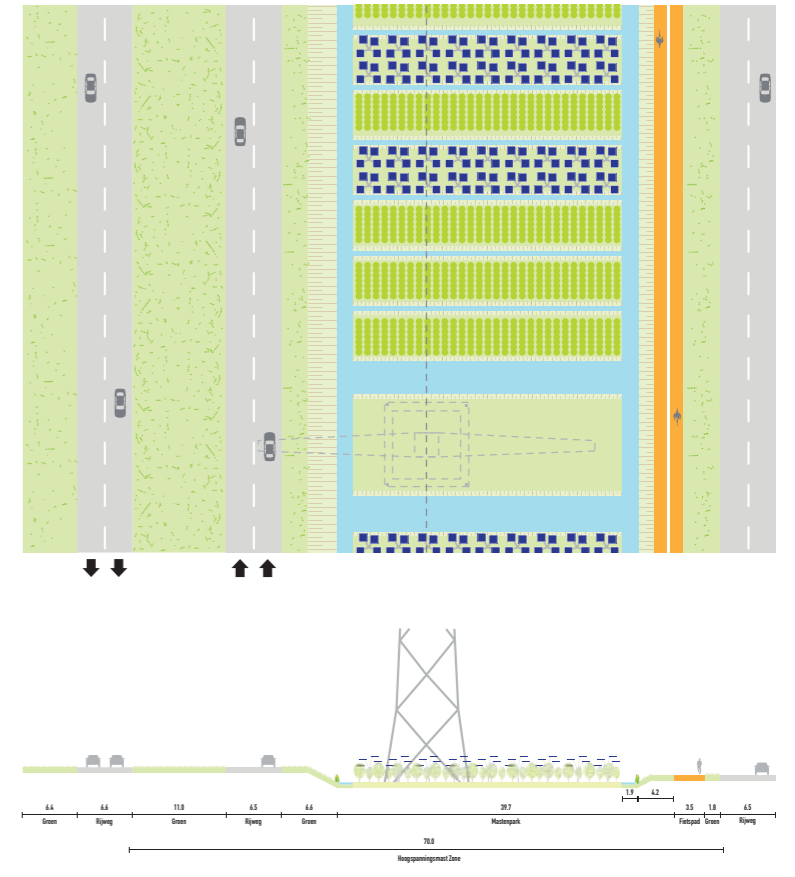 1.9 4.2
6.4 6.6 11.0 6.5 6.6 39.7 3.5 1.8 6.5
Groen Rijweg Groen Rijweg Groen Mastenpark Fietspad Groen Rijweg
70.0
Hoogspanningsmast Zone